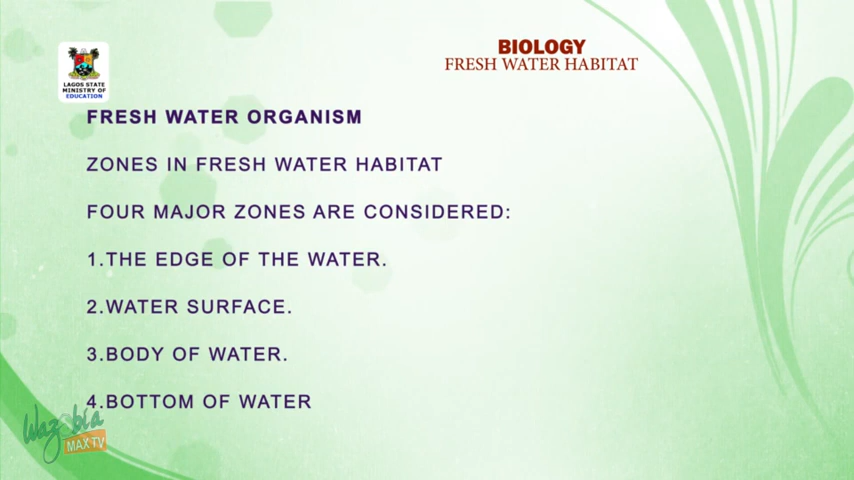 BIOLOGY
FRESH WATER HABITAT
LAGOS STATE
MINISTRY OF
EDUCATION
FRESH WATER ORGANISM
ZONES IN FRESH WATER HABITAT
FOUR MAJOR ZONES ARE CONSIDERED:
1.THE EDGE OF THE WATER.
2.WATER SURFACE.
3.BODY OF WATER.
4.BOTTOM OF WATER
Wazobia
MAX TV